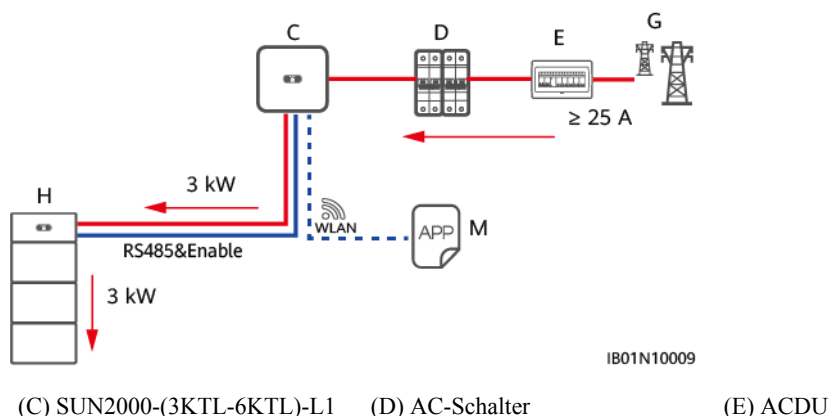 C
D
E
G
≥ 25 A
3 kW
H
WLAN
APP
M
RS485&Enable
3 kW
IB01N10009
(C) SUN2000-(3KTL-6KTL)-L1 (D) AC-Schalter (E) ACDU